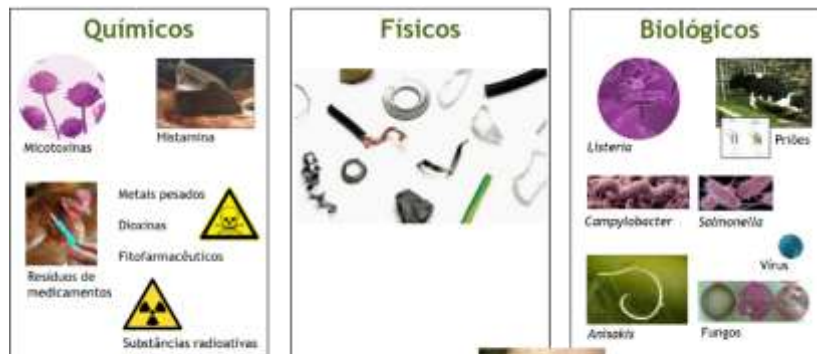 Químicos
Micotoxinas
Histamina
Resíduos de
medicamentos
Metais pesados
Dioxinas
Fitofarmacêuticos
Substâncias radioativas
Físicos
Biológicos
Listeria
Priões
Campylobacter
Salmonella
Vírus
Anisakis
Fungos